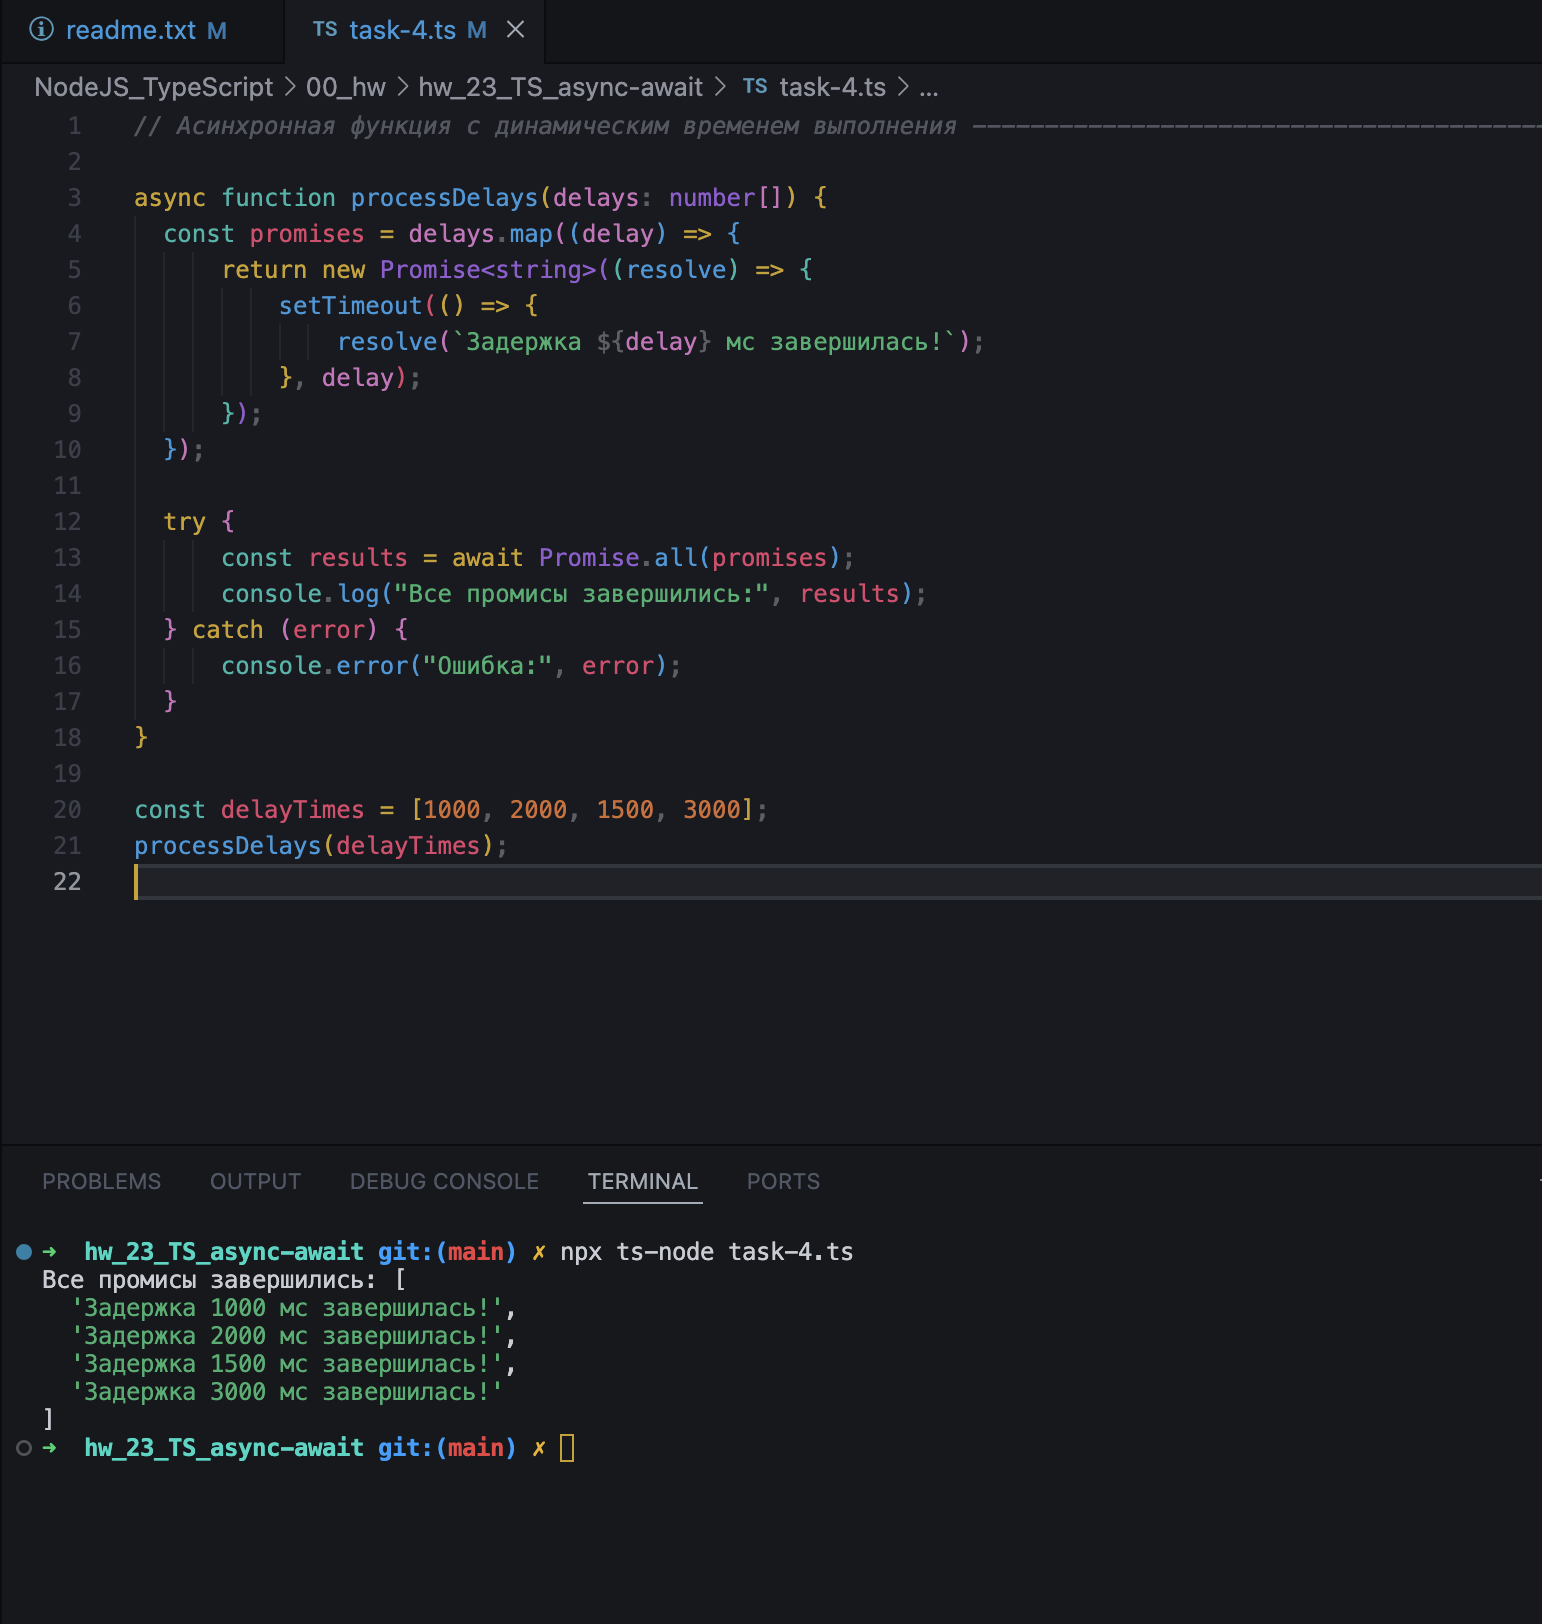 readme.txt M TS task-4.ts M
NodeJS_TypeScript > 00_hw > hw_23_TS_async-await > TS task-4.ts > ...
1 // Асинхронная функция с динамическим временем выполнения ----------------------------------------
2
3 async function processDelays(delays: number[]) {
4   const promises = delays.map((delay) => {
5       return new Promise<string>((resolve) => {
6           setTimeout(() => {
7               resolve(`Задержка ${delay} мс завершилась!`);
8           }, delay);
9       });
10   });
11
12   try {
13       const results = await Promise.all(promises);
14       console.log("Все промисы завершились:", results);
15   } catch (error) {
16       console.error("Ошибка:", error);
17   }
18 }
19
20 const delayTimes = [1000, 2000, 1500, 3000];
21 processDelays(delayTimes);
22
PROBLEMS OUTPUT DEBUG CONSOLE TERMINAL PORTS
➜ hw_23_TS_async-await git:(main) ✗ npx ts-node task-4.ts
Все промисы завершились: [
  'Задержка 1000 мс завершилась!',
  'Задержка 2000 мс завершилась!',
  'Задержка 1500 мс завершилась!',
  'Задержка 3000 мс завершилась!'
]
➜ hw_23_TS_async-await git:(main) ✗